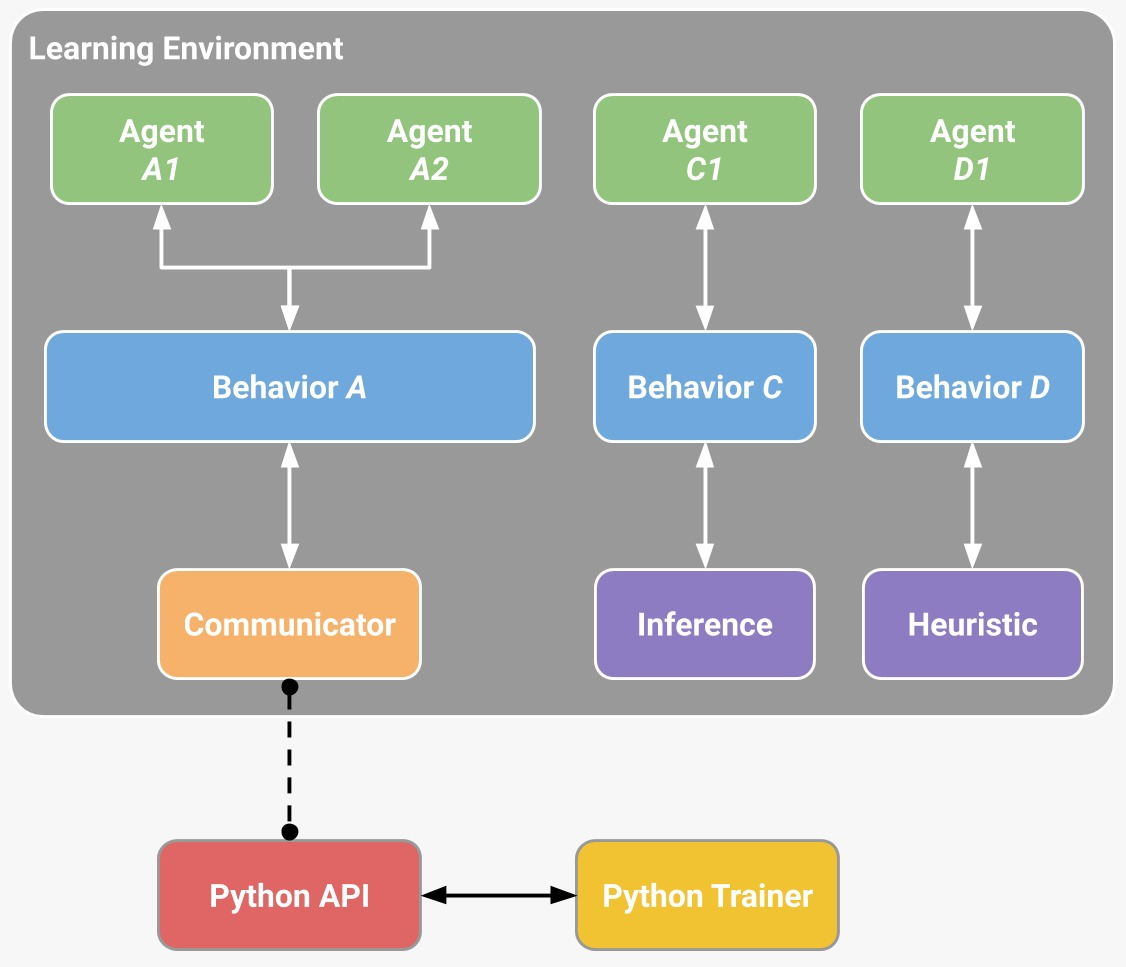 Learning Environment
Agent
A1
Agent
A2
Agent
C1
Agent
D1
Behavior A
Behavior C
Behavior D
Communicator
Inference
Heuristic
Python API
Python Trainer